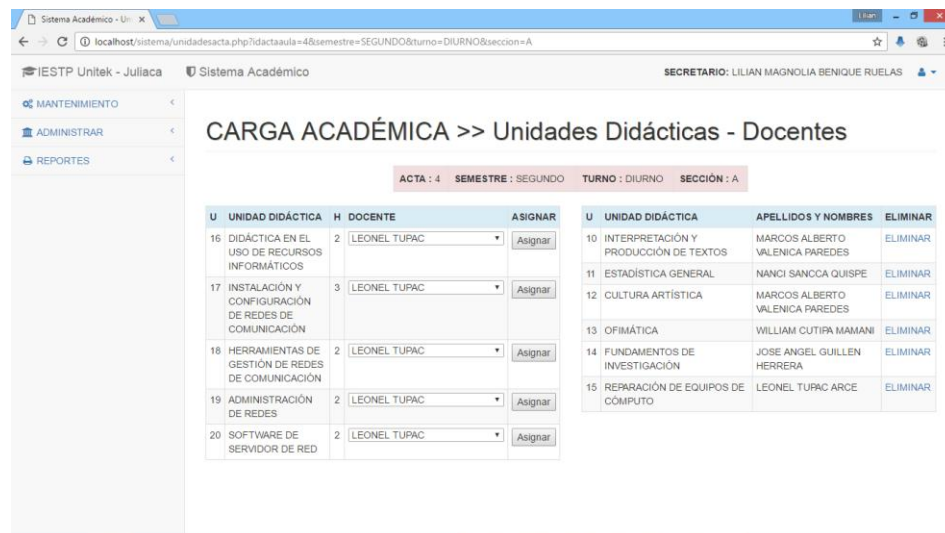 Sistema Académico - Un
Lilian
localhost/sistema/unidadesacta.php?idactaaula=4&semestre=SEGUNDO&turno=DIURNO&seccion=A
IESTP Unitek - Juliaca
Sistema Académico
SECRETARIO: LILIAN MAGNOLIA BENIQUE RUELAS
MANTENIMIENTO
ADMINISTRAR
REPORTES
CARGA ACADÉMICA >> Unidades Didácticas - Docentes
ACTA : 4 SEMESTRE : SEGUNDO TURNO : DIURNO SECCIÓN : A
U UNIDAD DIDÁCTICA H DOCENTE ASIGNAR
16 DIDÁCTICA EN EL 2 LEONEL TUPAC Asignar
USO DE RECURSOS
INFORMÁTICOS
17 INSTALACIÓN Y 3 LEONEL TUPAC Asignar
CONFIGURACIÓN
DE REDES DE
COMUNICACIÓN
18 HERRAMIENTAS DE 2 LEONEL TUPAC Asignar
GESTIÓN DE REDES
DE COMUNICACIÓN
19 ADMINISTRACIÓN 2 LEONEL TUPAC Asignar
DE REDES
20 SOFTWARE DE 2 LEONEL TUPAC Asignar
SERVIDOR DE RED
U UNIDAD DIDÁCTICA APELLIDOS Y NOMBRES ELIMINAR
10 INTERPRETACIÓN Y MARCOS ALBERTO ELIMINAR
PRODUCCIÓN DE TEXTOS VALENICA PAREDES
11 ESTADÍSTICA GENERAL NANCI SANCCA QUISPE ELIMINAR
12 CULTURA ARTÍSTICA MARCOS ALBERTO ELIMINAR
VALENICA PAREDES
13 OFIMÁTICA WILLIAM CUTIPA MAMANI ELIMINAR
14 FUNDAMENTOS DE JOSE ANGEL GUILLEN ELIMINAR
INVESTIGACIÓN HERRERA
15 REPARACIÓN DE EQUIPOS DE LEONEL TUPAC ARCE ELIMINAR
CÓMPUTO